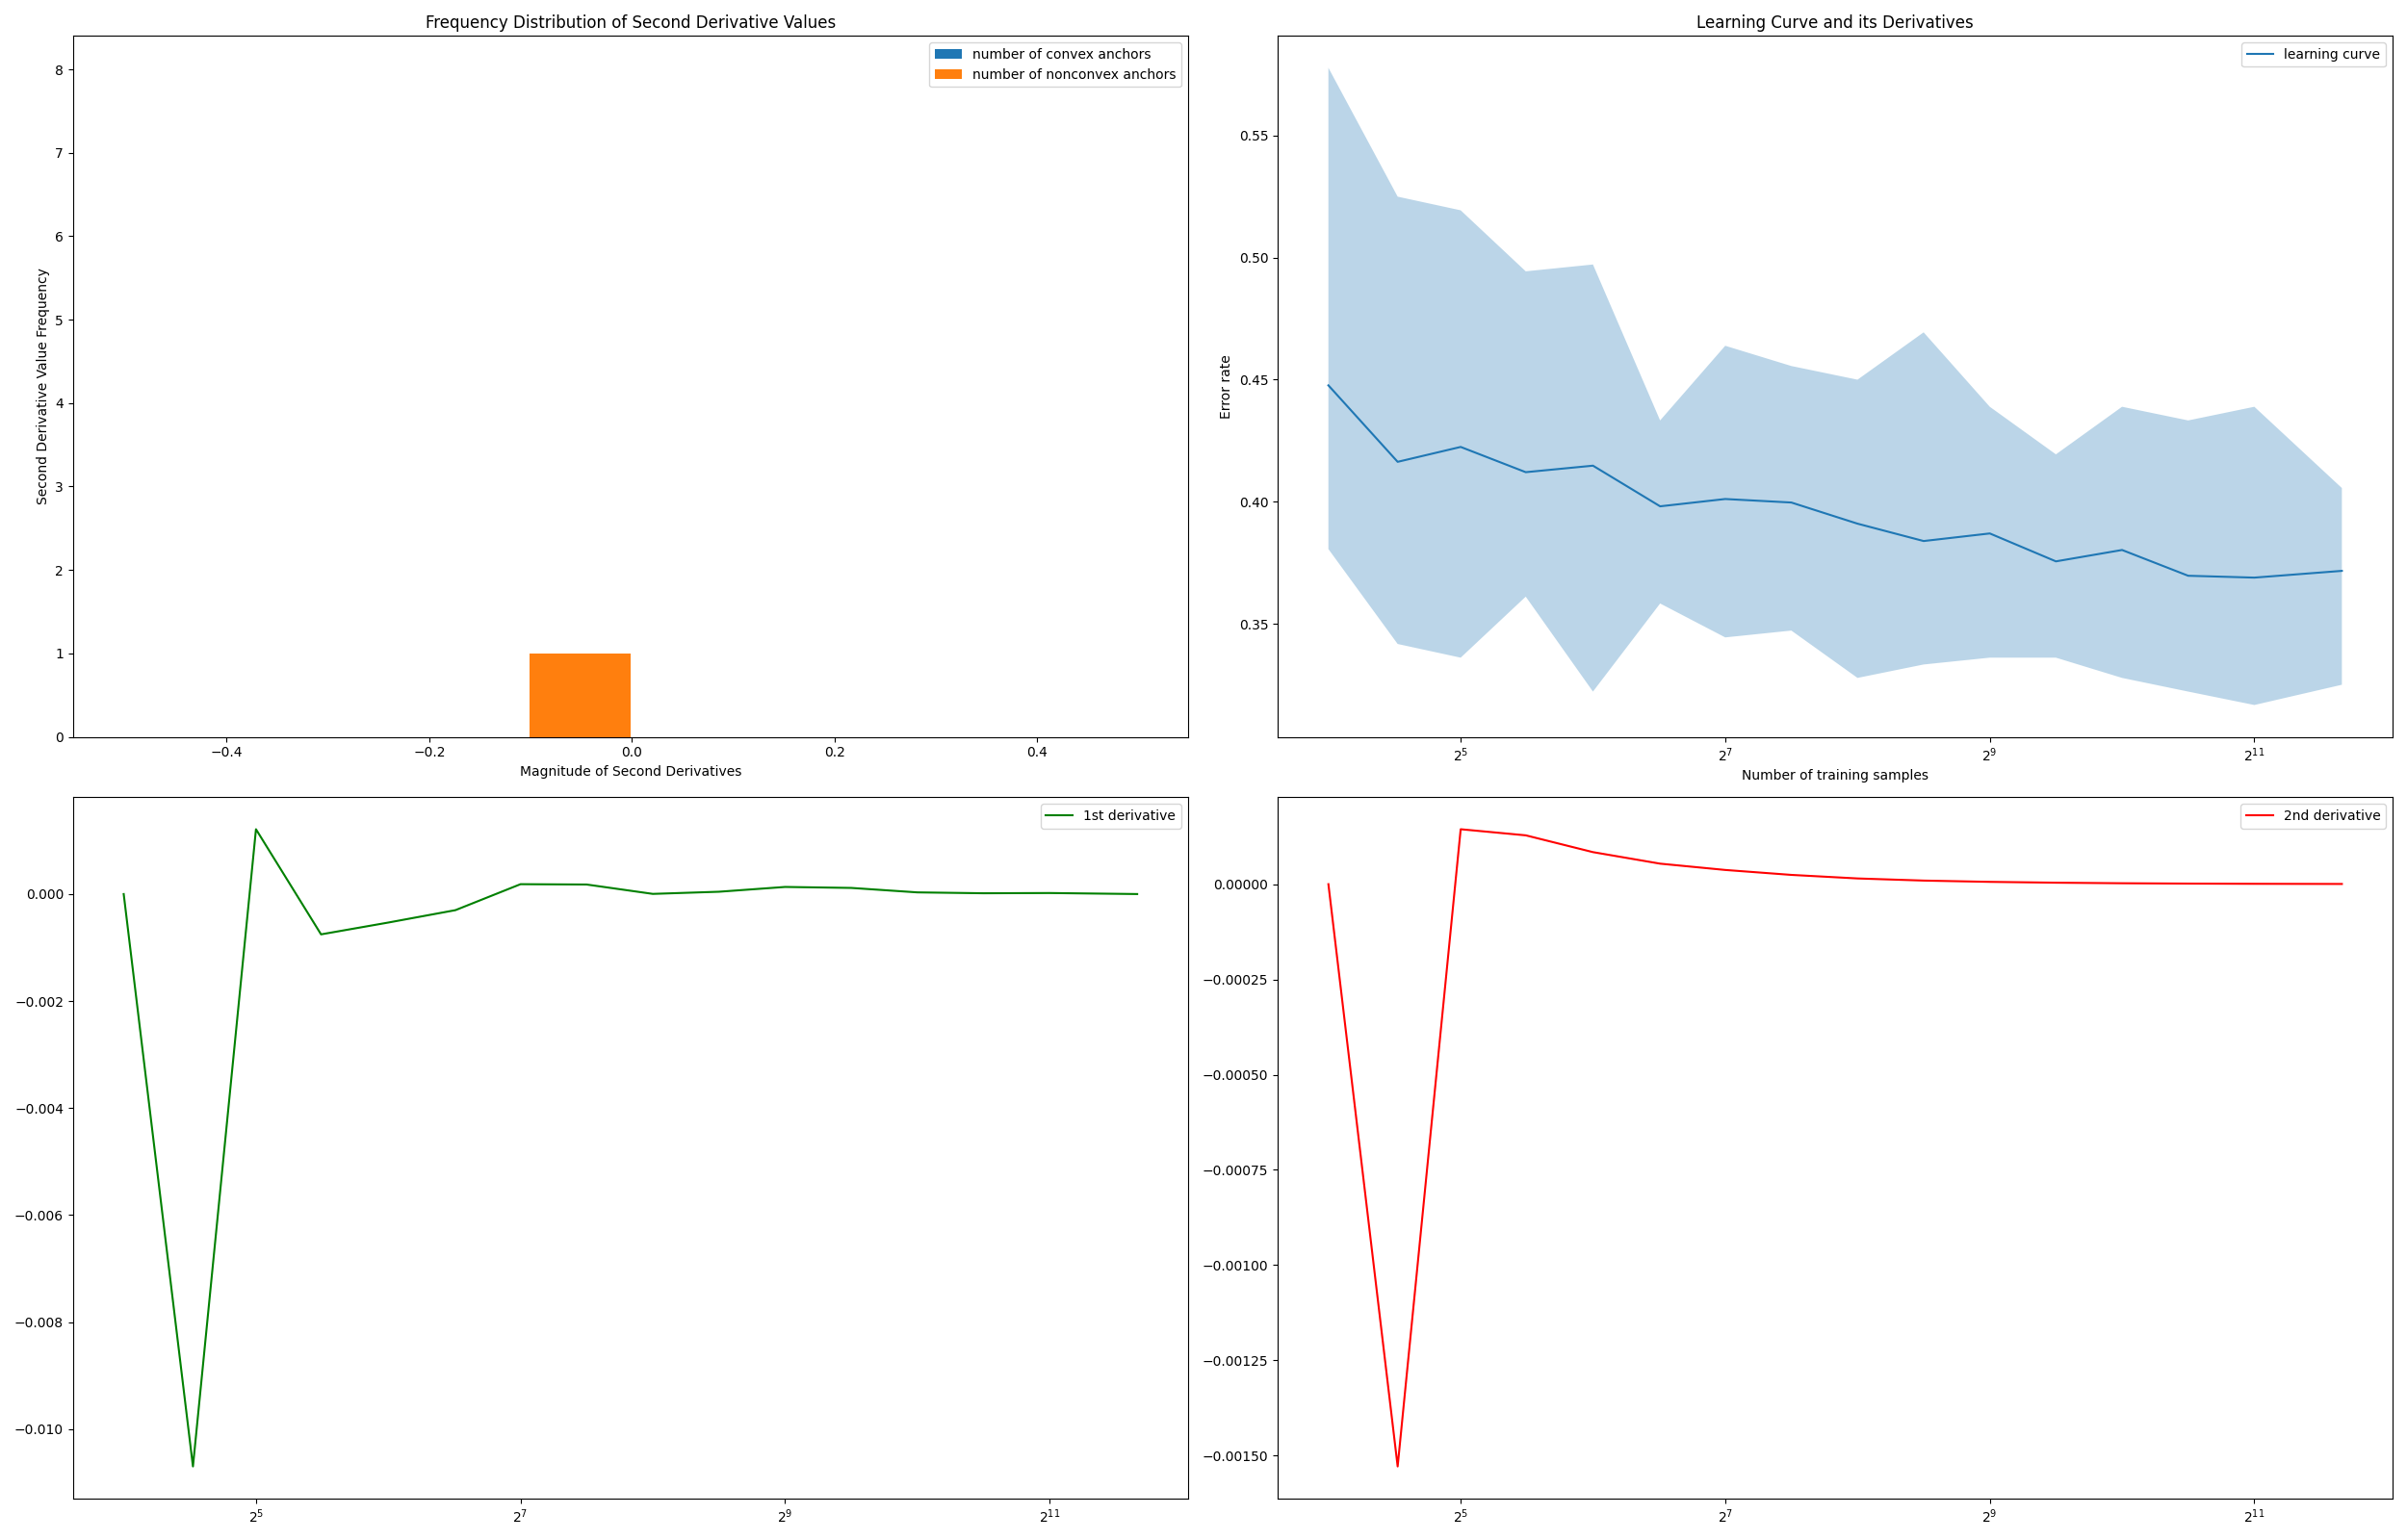 Frequency Distribution of Second Derivative Values
number of convex anchors
number of nonconvex anchors
Second Derivative Value Frequency
8
7
6
5
4
3
2
1
0
−0.4 −0.2 0.0 0.2 0.4
Magnitude of Second Derivatives
Learning Curve and its Derivatives
learning curve
Error rate
0.55
0.50
0.45
0.40
0.35
2^5 2^7 2^9 2^11
Number of training samples
1st derivative
0.000
−0.002
−0.004
−0.006
−0.008
−0.010
2^5 2^7 2^9 2^11
2nd derivative
0.00000
−0.00025
−0.00050
−0.00075
−0.00100
−0.00125
−0.00150
2^5 2^7 2^9 2^11